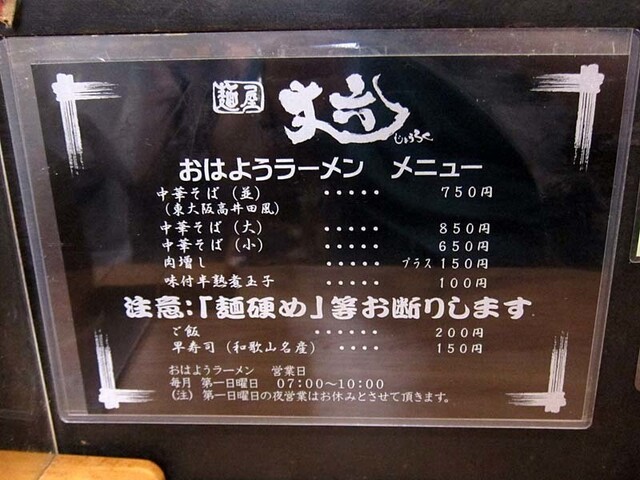 麺屋 丈六
じょうろく
おはようラーメン メニュー
中華そば（並） ・・・・・ 750円
（東大阪高井田風）
中華そば（大） ・・・・・ 850円
中華そば（小） ・・・・・ 650円
肉増し ・・・・・ プラス150円
味付半熟煮玉子 ・・・・・ 100円
注意：「麺硬め」等お断りします
ご飯 ・・・・・・ 200円
早寿司（和歌山名産） ・・・・ 150円
おはようラーメン 営業日
毎月 第一日曜日 07:00～10:00
（注）第一日曜日の夜営業はお休みとさせて頂きます。